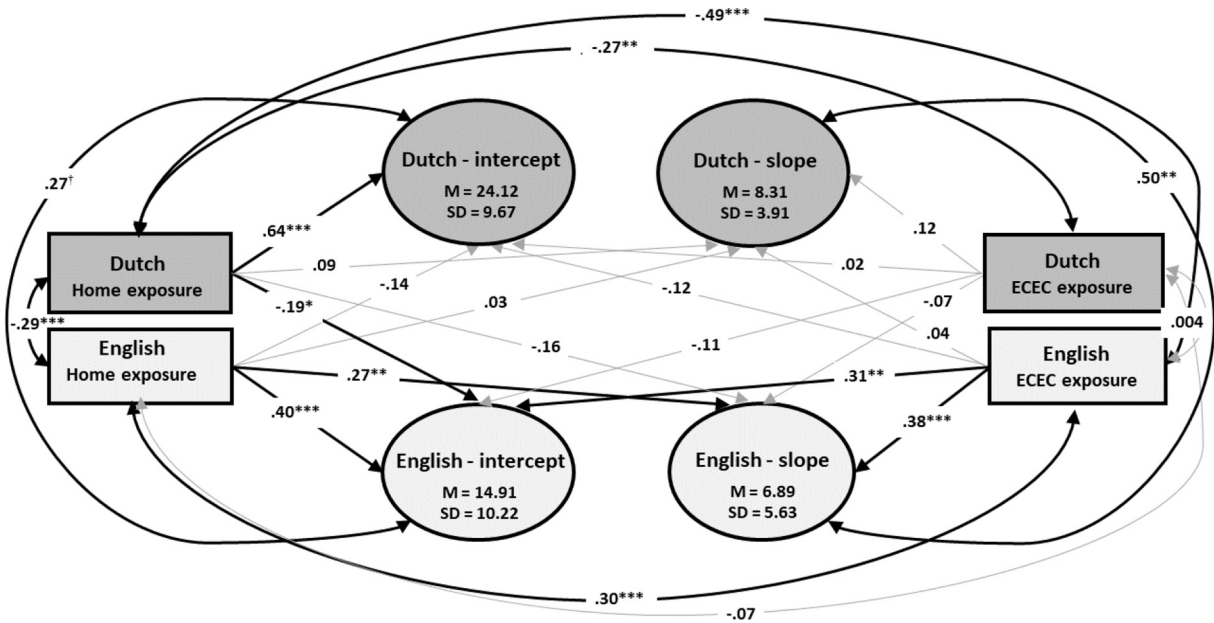 -.49***
. -.27**
Dutch - intercept
M = 24.12
SD = 9.67
Dutch - slope
M = 8.31
SD = 3.91
.27†
.50**
.64***
.12
Dutch
Home exposure
.09
.02
Dutch
ECEC exposure
-.14
-.12
-.07
-.19*
.03
-.29***
.004
English
Home exposure
-.16
-.11
.04
English
ECEC exposure
.27**
.31**
.40***
.38***
English - intercept
M = 14.91
SD = 10.22
English - slope
M = 6.89
SD = 5.63
.30***
-.07